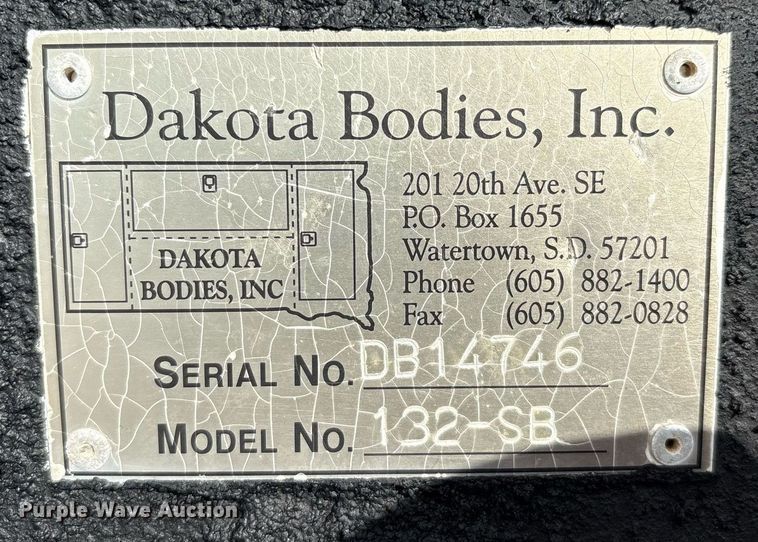 Dakota Bodies, Inc.
DAKOTA
BODIES, INC
201 20th Ave. SE
P.O. Box 1655
Watertown, S.D. 57201
Phone (605) 882-1400
Fax (605) 882-0828
SERIAL NO. DB14746
MODEL NO. 132-SB
Purple Wave Auction